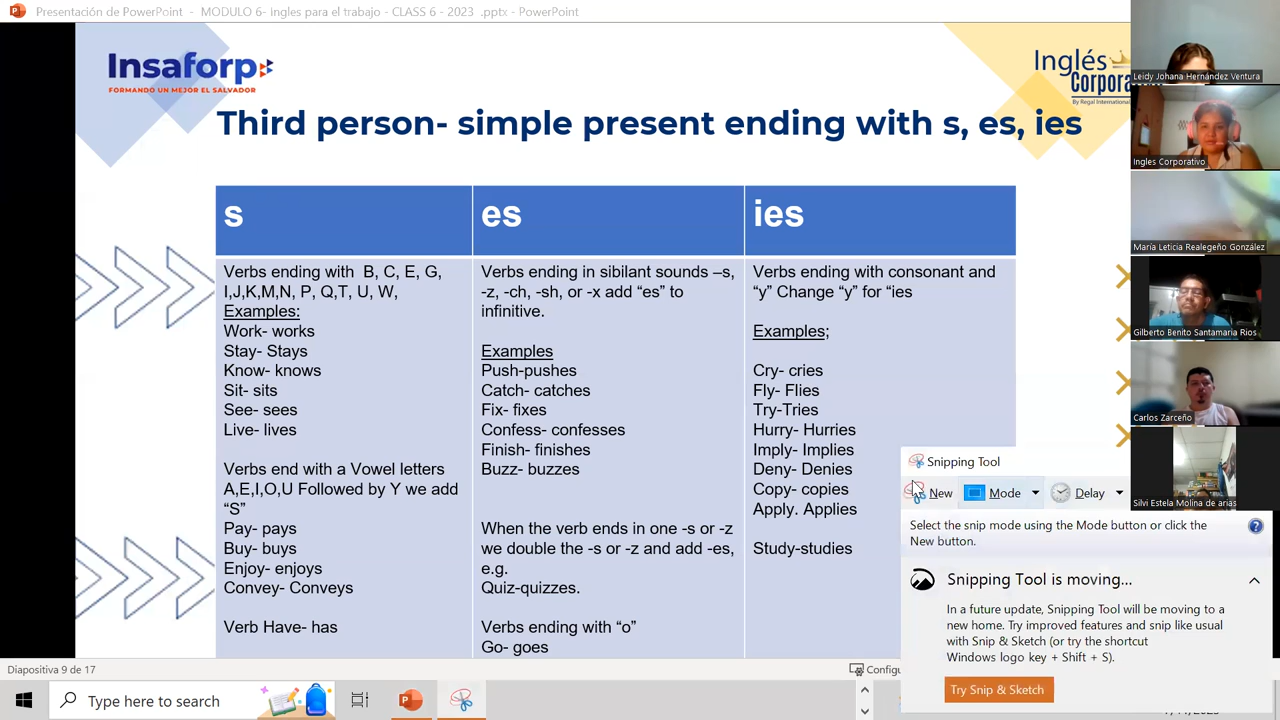 Presentación de PowerPoint - MODULO 6- ingles para el trabajo - CLASS 6 - 2023 .pptx - PowerPoint
Insaforp
FORMANDO UN MEJOR EL SALVADOR
Inglés
By Regal International
Third person- simple present ending with s, es, ies
s
Verbs ending with B, C, E, G,
I,J,K,M,N, P, Q,T, U, W,
Examples:
Work- works
Stay- Stays
Know- knows
Sit- sits
See- sees
Live- lives
Verbs end with a Vowel letters
A,E,I,O,U Followed by Y we add
“S”
Pay- pays
Buy- buys
Enjoy- enjoys
Convey- Conveys
Verb Have- has
es
Verbs ending in sibilant sounds –s,
-z, -ch, -sh, or -x add “es” to
infinitive.
Examples
Push-pushes
Catch- catches
Fix- fixes
Confess- confesses
Finish- finishes
Buzz- buzzes
When the verb ends in one -s or -z
we double the -s or -z and add -es,
e.g.
Quiz-quizzes.
Verbs ending with “o”
Go- goes
ies
Verbs ending with consonant and
“y” Change “y” for “ies
Examples;
Cry- cries
Fly- Flies
Try-Tries
Hurry- Hurries
Imply- Implies
Deny- Denies
Copy- copies
Apply. Applies
Study-studies
Leidy Johana Hernández Ventura
Ingles Corporativo
María Leticia Realegeño González
Gilberto Benito Santamaria Rios
Carlos Zarceño
Silvi Estela Molina de arias
Snipping Tool
New Mode Delay
Select the snip mode using the Mode button or click the
New button.
Snipping Tool is moving...
In a future update, Snipping Tool will be moving to a
new home. Try improved features and snip like usual
with Snip & Sketch (or try the shortcut
Windows logo key + Shift + S).
Try Snip & Sketch
Diapositiva 9 de 17
Type here to search